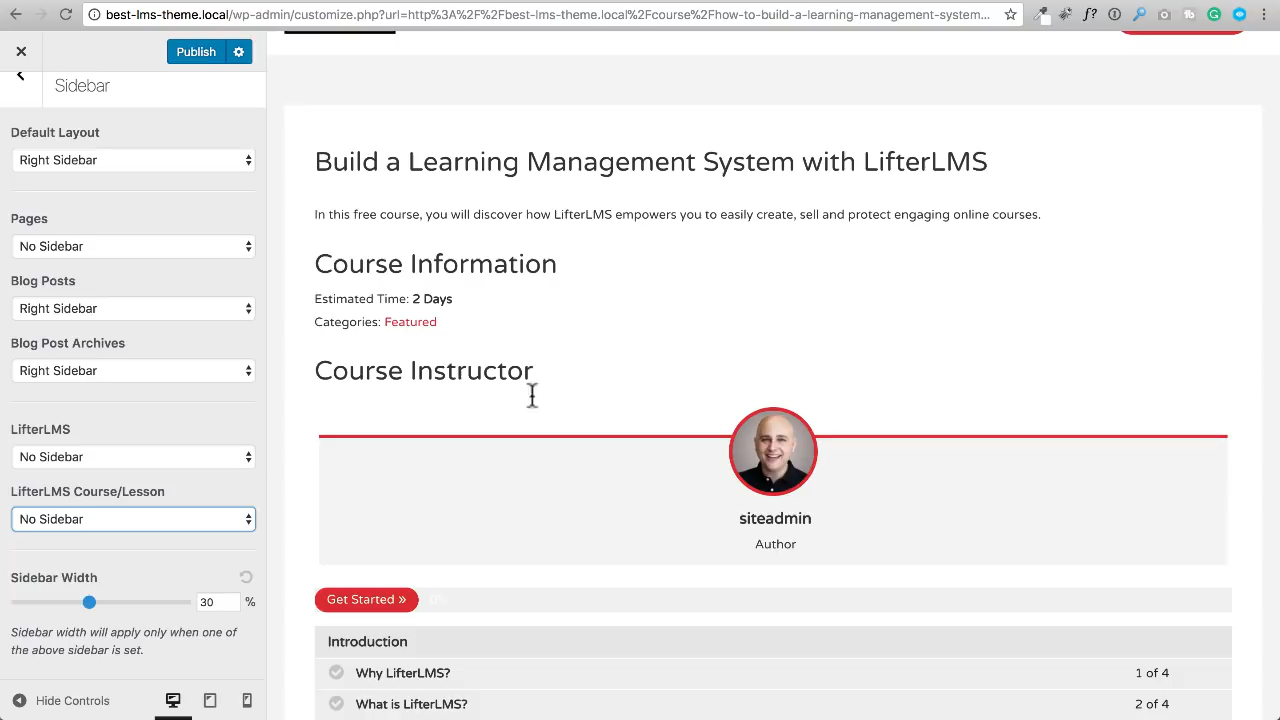 best-lms-theme.local/wp-admin/customize.php?url=http%3A%2F%2Fbest-lms-theme.local%2Fcourse%2Fhow-to-build-a-learning-management-system...
Publish
Sidebar
Default Layout
Right Sidebar
Pages
No Sidebar
Blog Posts
Right Sidebar
Blog Post Archives
Right Sidebar
LifterLMS
No Sidebar
LifterLMS Course/Lesson
No Sidebar
Sidebar Width
30 %
Sidebar width will apply only when one of
the above sidebar is set.
Hide Controls
Build a Learning Management System with LifterLMS
In this free course, you will discover how LifterLMS empowers you to easily create, sell and protect engaging online courses.
Course Information
Estimated Time: 2 Days
Categories: Featured
Course Instructor
siteadmin
Author
Get Started » 0%
Introduction
Why LifterLMS? 1 of 4
What is LifterLMS? 2 of 4